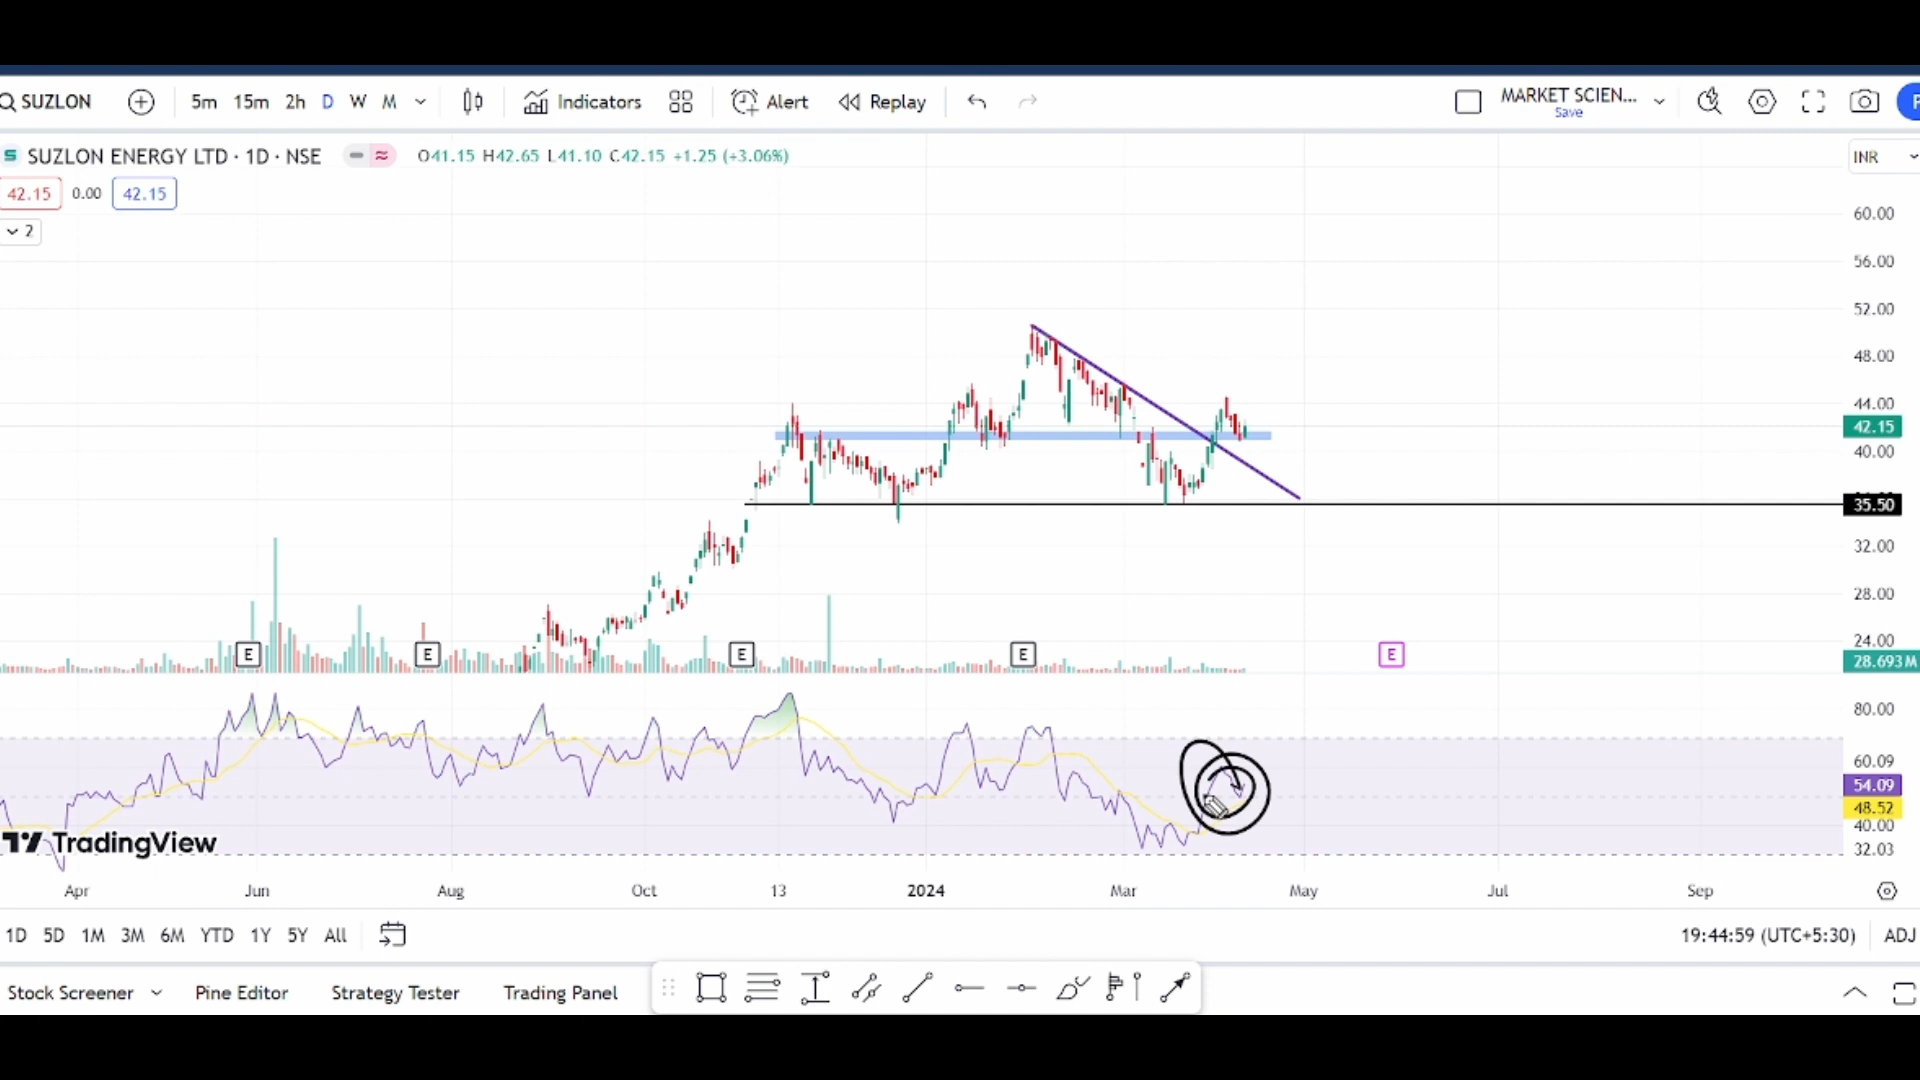 SUZLON 5m 15m 2h D W M Indicators Alert Replay MARKET SCIEN...
Save
SUZLON ENERGY LTD · 1D · NSE O41.15 H42.65 L41.10 C42.15 +1.25 (+3.06%) INR
42.15 0.00 42.15
2
60.00
56.00
52.00
48.00
44.00
42.15
40.00
35.50
32.00
28.00
24.00
E E E E E
28.693M
80.00
60.09
54.09
48.52
40.00
32.03
TradingView
Apr Jun Aug Oct 13 2024 Mar May Jul Sep
1D 5D 1M 3M 6M YTD 1Y 5Y All 19:44:59 (UTC+5:30) ADJ
Stock Screener Pine Editor Strategy Tester Trading Panel